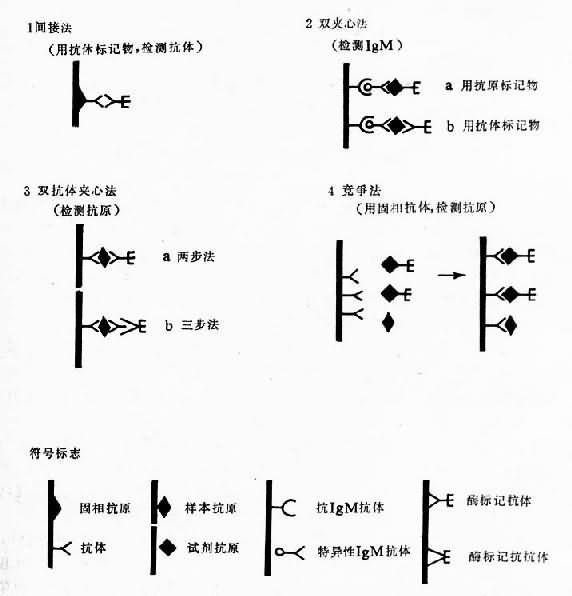 1间接法
(用抗体标记物,检测抗体)
2 双夹心法
(检测IgM)
a 用抗原标记物
b 用抗体标记物
3 双抗体夹心法
(检测抗原)
a 两步法
b 三步法
4 竞争法
(用固相抗体,检测抗原)
符号标志
固相抗原
样本抗原
抗IgM抗体
酶标记抗体
抗体
试剂抗原
特异性IgM抗体
酶标记抗抗体